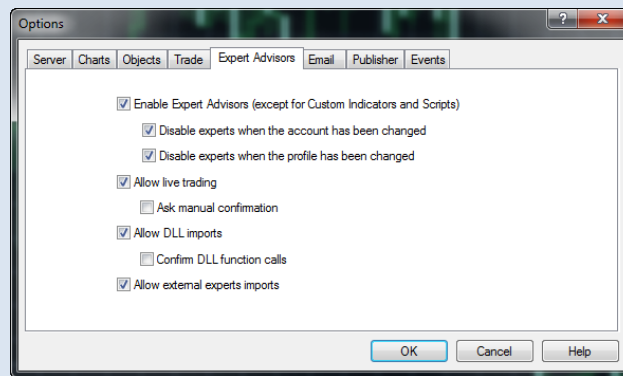 Options
Server Charts Objects Trade Expert Advisors Email Publisher Events
Enable Expert Advisors (except for Custom Indicators and Scripts)
Disable experts when the account has been changed
Disable experts when the profile has been changed
Allow live trading
Ask manual confirmation
Allow DLL imports
Confirm DLL function calls
Allow external experts imports
OK Cancel Help